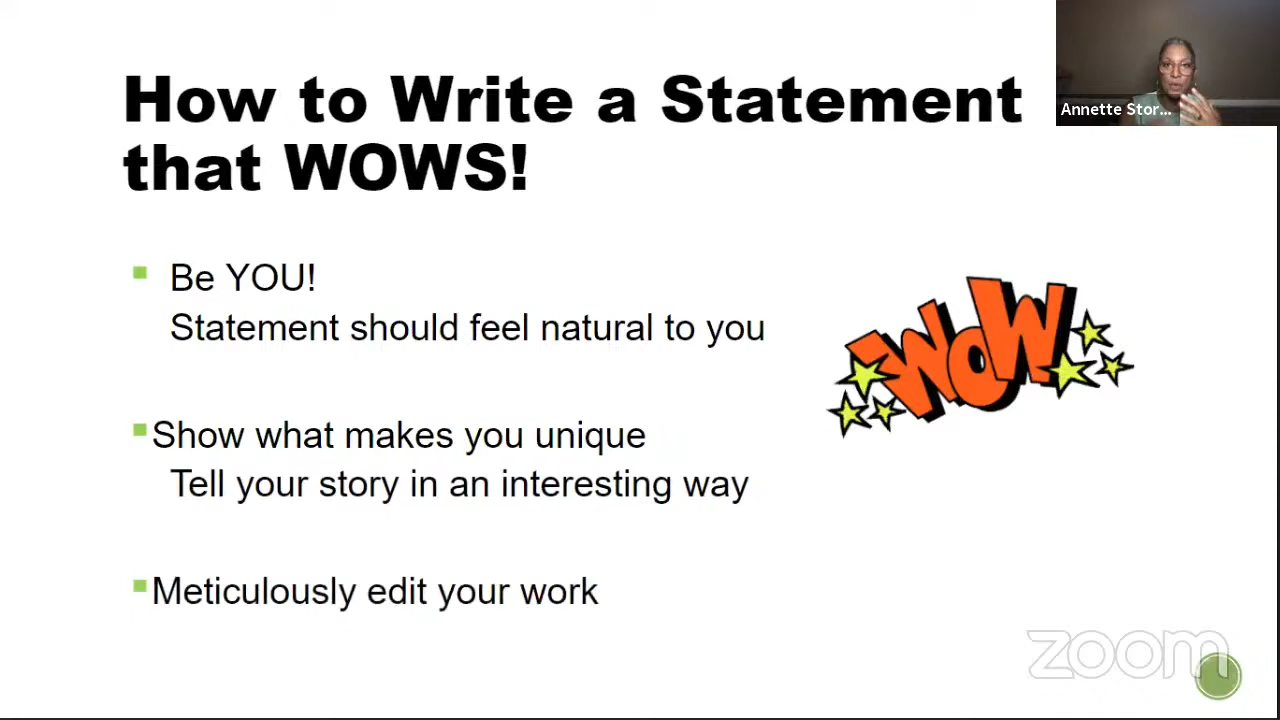 How to Write a Statement
that WOWS!
Annette Stor...
Be YOU!
Statement should feel natural to you
WOW
Show what makes you unique
Tell your story in an interesting way
Meticulously edit your work
zoom